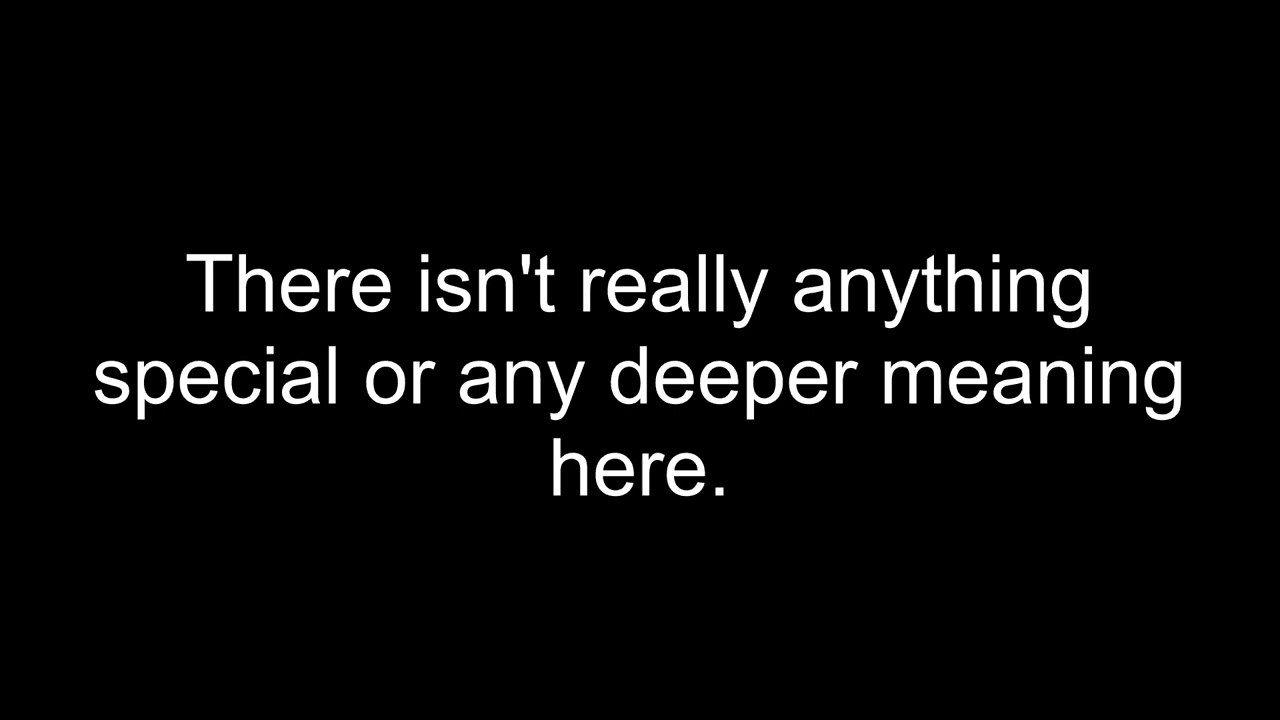 There isn't really anything
special or any deeper meaning
here.